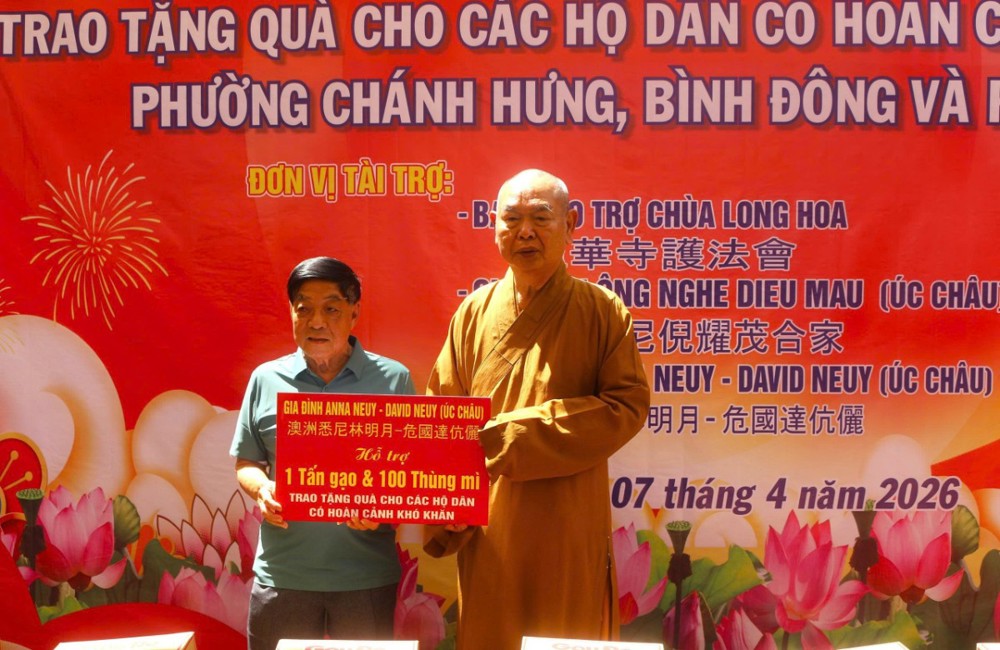 TRAO TẶNG QUÀ CHO CÁC HỘ DÂN CÓ HOÀN
PHƯỜNG CHÁNH HƯNG, BÌNH ĐÔNG VÀ
ĐƠN VỊ TÀI TRỢ:
TRỢ CHÙA LONG HOA
華寺護法會
NGHE DIEU MAU (ÚC CHÂU)
尼倪耀茂合家
NEUY - DAVID NEUY (ÚC CHÂU)
明月-危國達伉儷
07 tháng 4 năm 2026
GIA ĐÌNH ANNA NEUY - DAVID NEUY (ÚC CHÂU)
澳洲悉尼林明月-危國達伉儷
Hỗ trợ
1 Tấn gạo & 100 Thùng mì
TRAO TẶNG QUÀ CHO CÁC HỘ DÂN
CÓ HOÀN CẢNH KHÓ KHĂN